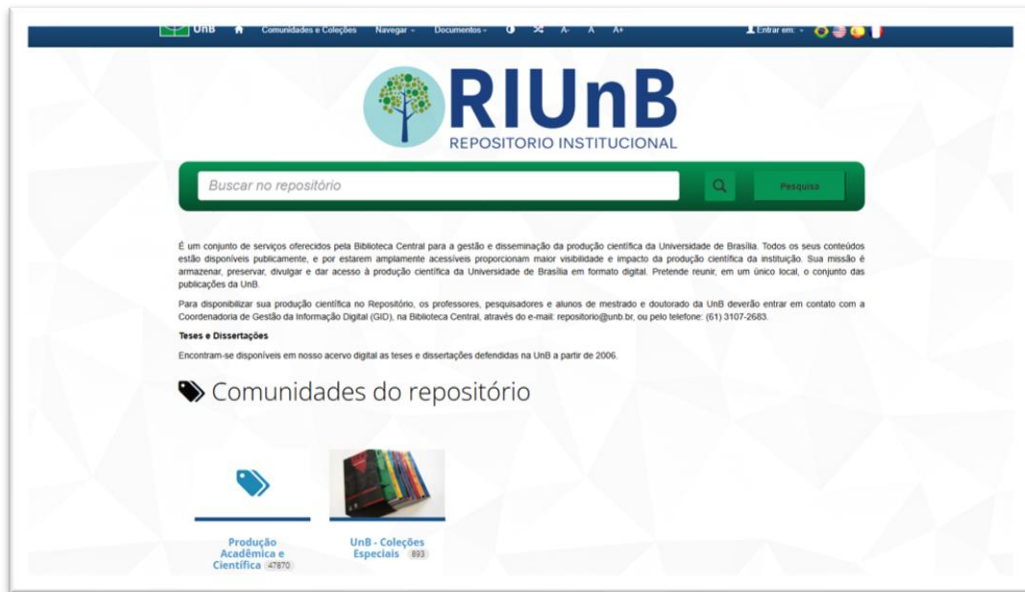 UnB Comunidades e Coleções Navegar Documentos A- A A+ Entrar em:
RIUnB
REPOSITORIO INSTITUCIONAL
Buscar no repositório Pesquisa
É um conjunto de serviços oferecidos pela Biblioteca Central para a gestão e disseminação da produção científica da Universidade de Brasília. Todos os seus conteúdos
estão disponíveis publicamente, e por estarem amplamente acessíveis proporcionam maior visibilidade e impacto da produção científica da instituição. Sua missão é
armazenar, preservar, divulgar e dar acesso à produção científica da Universidade de Brasília em formato digital. Pretende reunir, em um único local, o conjunto das
publicações da UnB.
Para disponibilizar sua produção científica no Repositório, os professores, pesquisadores e alunos de mestrado e doutorado da UnB deverão entrar em contato com a
Coordenadoria de Gestão da Informação Digital (GID), na Biblioteca Central, através do e-mail: repositorio@unb.br, ou pelo telefone: (61) 3107-2683.
Teses e Dissertações
Encontram-se disponíveis em nosso acervo digital as teses e dissertações defendidas na UnB a partir de 2006.
Comunidades do repositório
Produção
Acadêmica e
Científica 47870
UnB - Coleções
Especiais 893